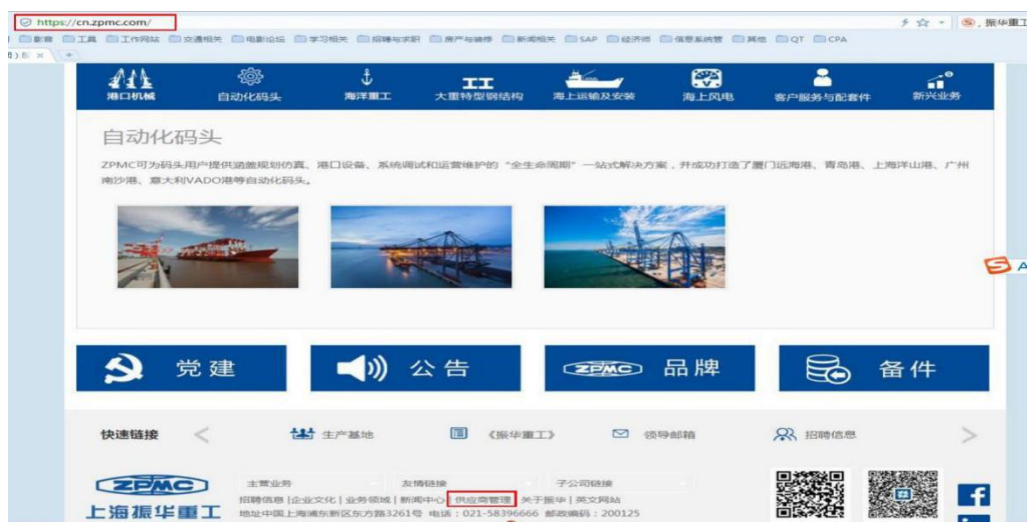 https://cn.zpmc.com/
振华重工
影音 工具 工作网站 交通相关 电影论坛 学习相关 招聘与求职 房产与装修 新闻相关 SAP 经济师 信息系统管 其他 QT CPA
港口机械 自动化码头 海洋重工 大重特型钢结构 海上运输及安装 海上风电 客户服务与配套件 新兴业务
自动化码头
ZPMC可为码头用户提供涵盖规划仿真、港口设备、系统调试和运营维护的“全生命周期”一站式解决方案，并成功打造了厦门远海港、青岛港、上海洋山港、广州
南沙港、意大利VADO港等自动化码头。
党建 公告 ZPMC 品牌 备件
快速链接 生产基地 《振华重工》 领导邮箱 招聘信息
ZPMC
上海振华重工
主营业务 友情链接 子公司链接
招聘信息 | 企业文化 | 业务领域 | 新闻中心 | 供应商管理 | 关于振华 | 英文网站
地址中国上海浦东新区东方路3261号 电话：021-58396666 邮政编码：200125